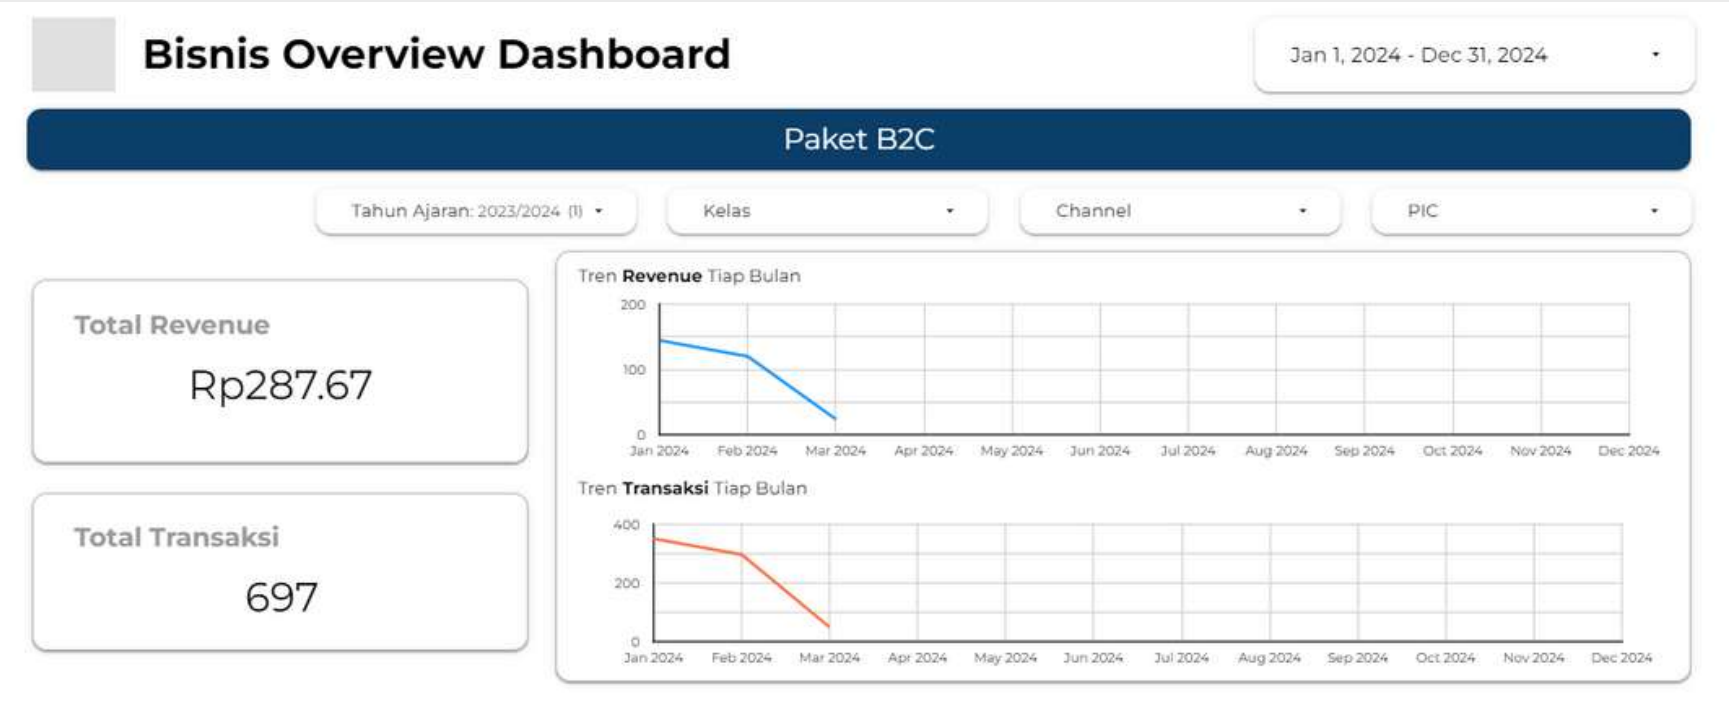 Bisnis Overview Dashboard
Jan 1, 2024 - Dec 31, 2024
Paket B2C
Tahun Ajaran: 2023/2024 (1)
Kelas
Channel
PIC
Total Revenue
Rp287.67
Total Transaksi
697
Tren Revenue Tiap Bulan
200
100
0
Jan 2024 Feb 2024 Mar 2024 Apr 2024 May 2024 Jun 2024 Jul 2024 Aug 2024 Sep 2024 Oct 2024 Nov 2024 Dec 2024
Tren Transaksi Tiap Bulan
400
200
0
Jan 2024 Feb 2024 Mar 2024 Apr 2024 May 2024 Jun 2024 Jul 2024 Aug 2024 Sep 2024 Oct 2024 Nov 2024 Dec 2024